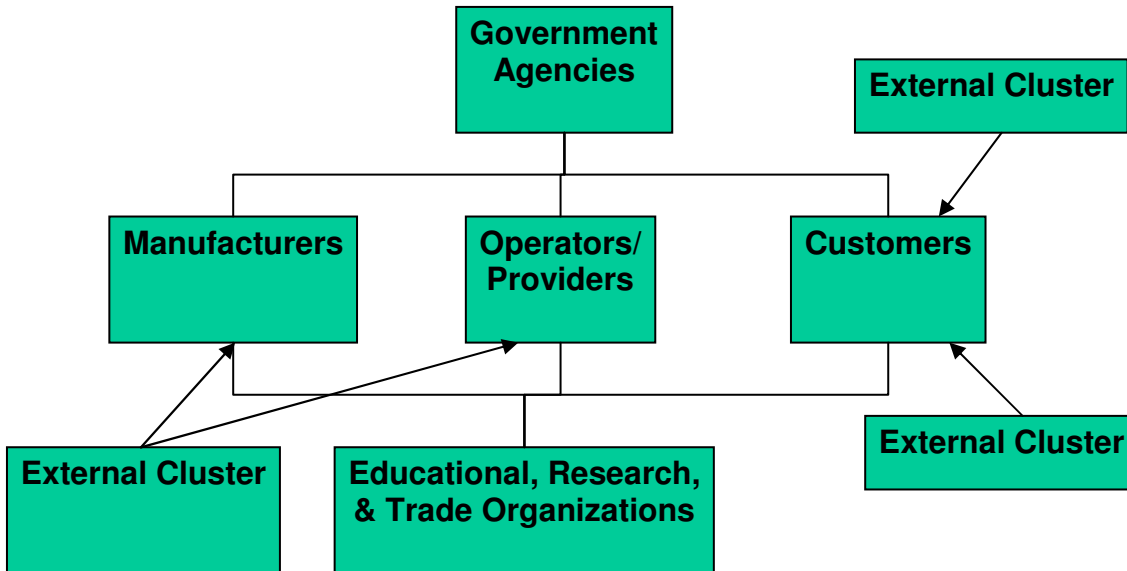 Government
Agencies
External Cluster
Manufacturers
Operators/
Providers
Customers
External Cluster
Educational, Research,
& Trade Organizations
External Cluster